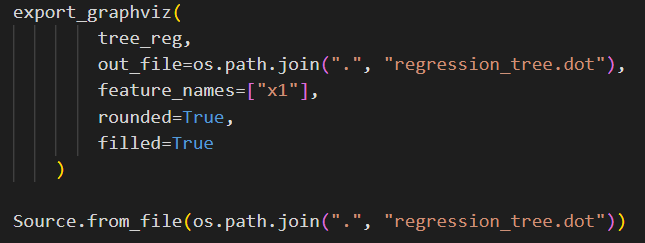 export_graphviz(
        tree_reg,
        out_file=os.path.join(".", "regression_tree.dot"),
        feature_names=["x1"],
        rounded=True,
        filled=True
    )

Source.from_file(os.path.join(".", "regression_tree.dot"))